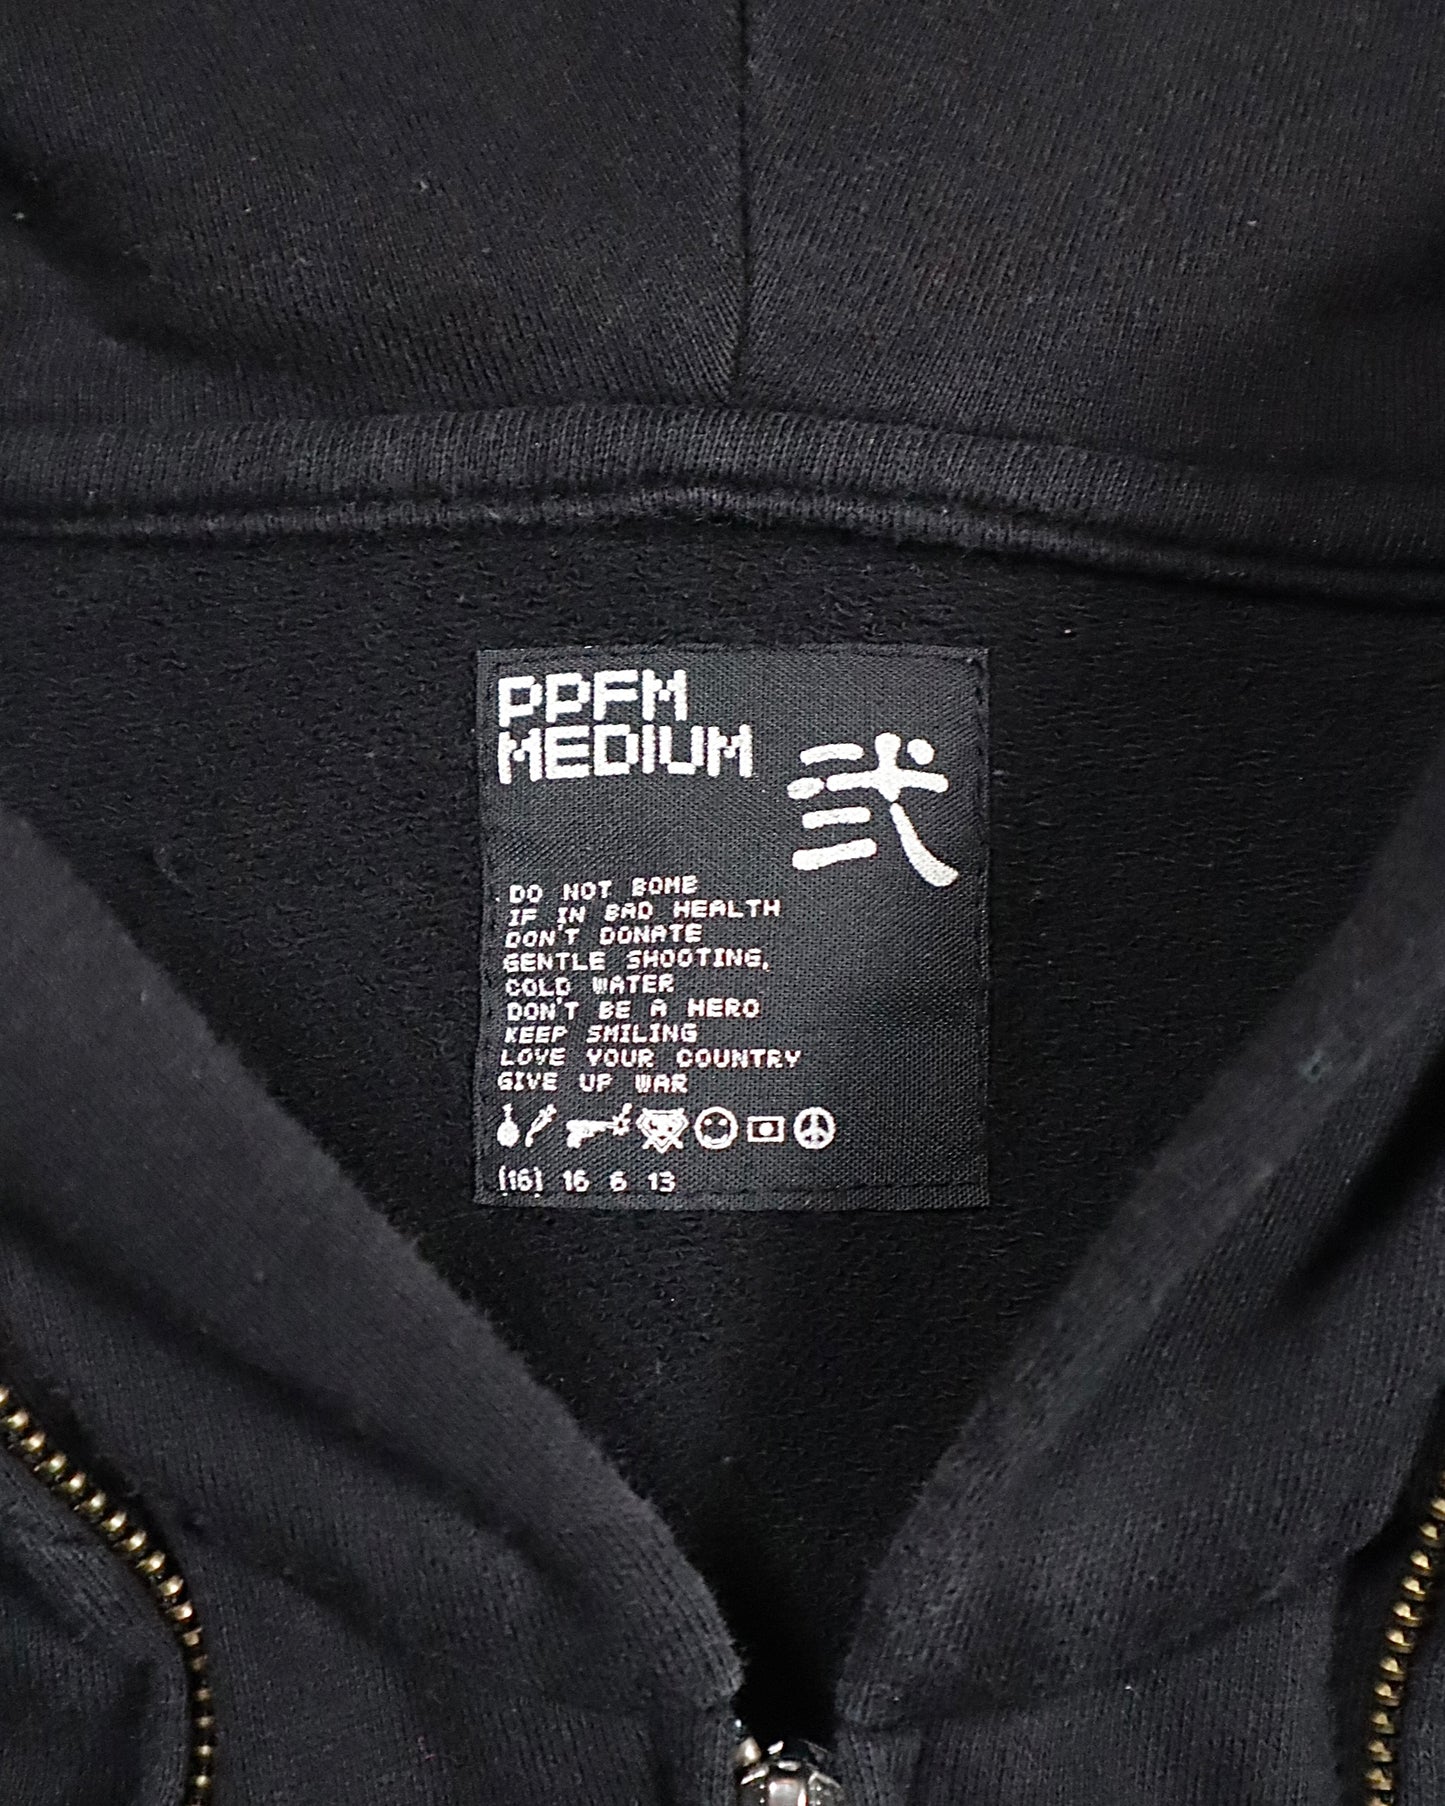 PPFM
MEDIUM
弐
DO NOT BOMB
IF IN BAD HEALTH
DON'T DONATE
GENTLE SHOOTING,
COLD WATER
DON'T BE A HERO
KEEP SMILING
LOVE YOUR COUNTRY
GIVE UP WAR
(16) 16 6 13